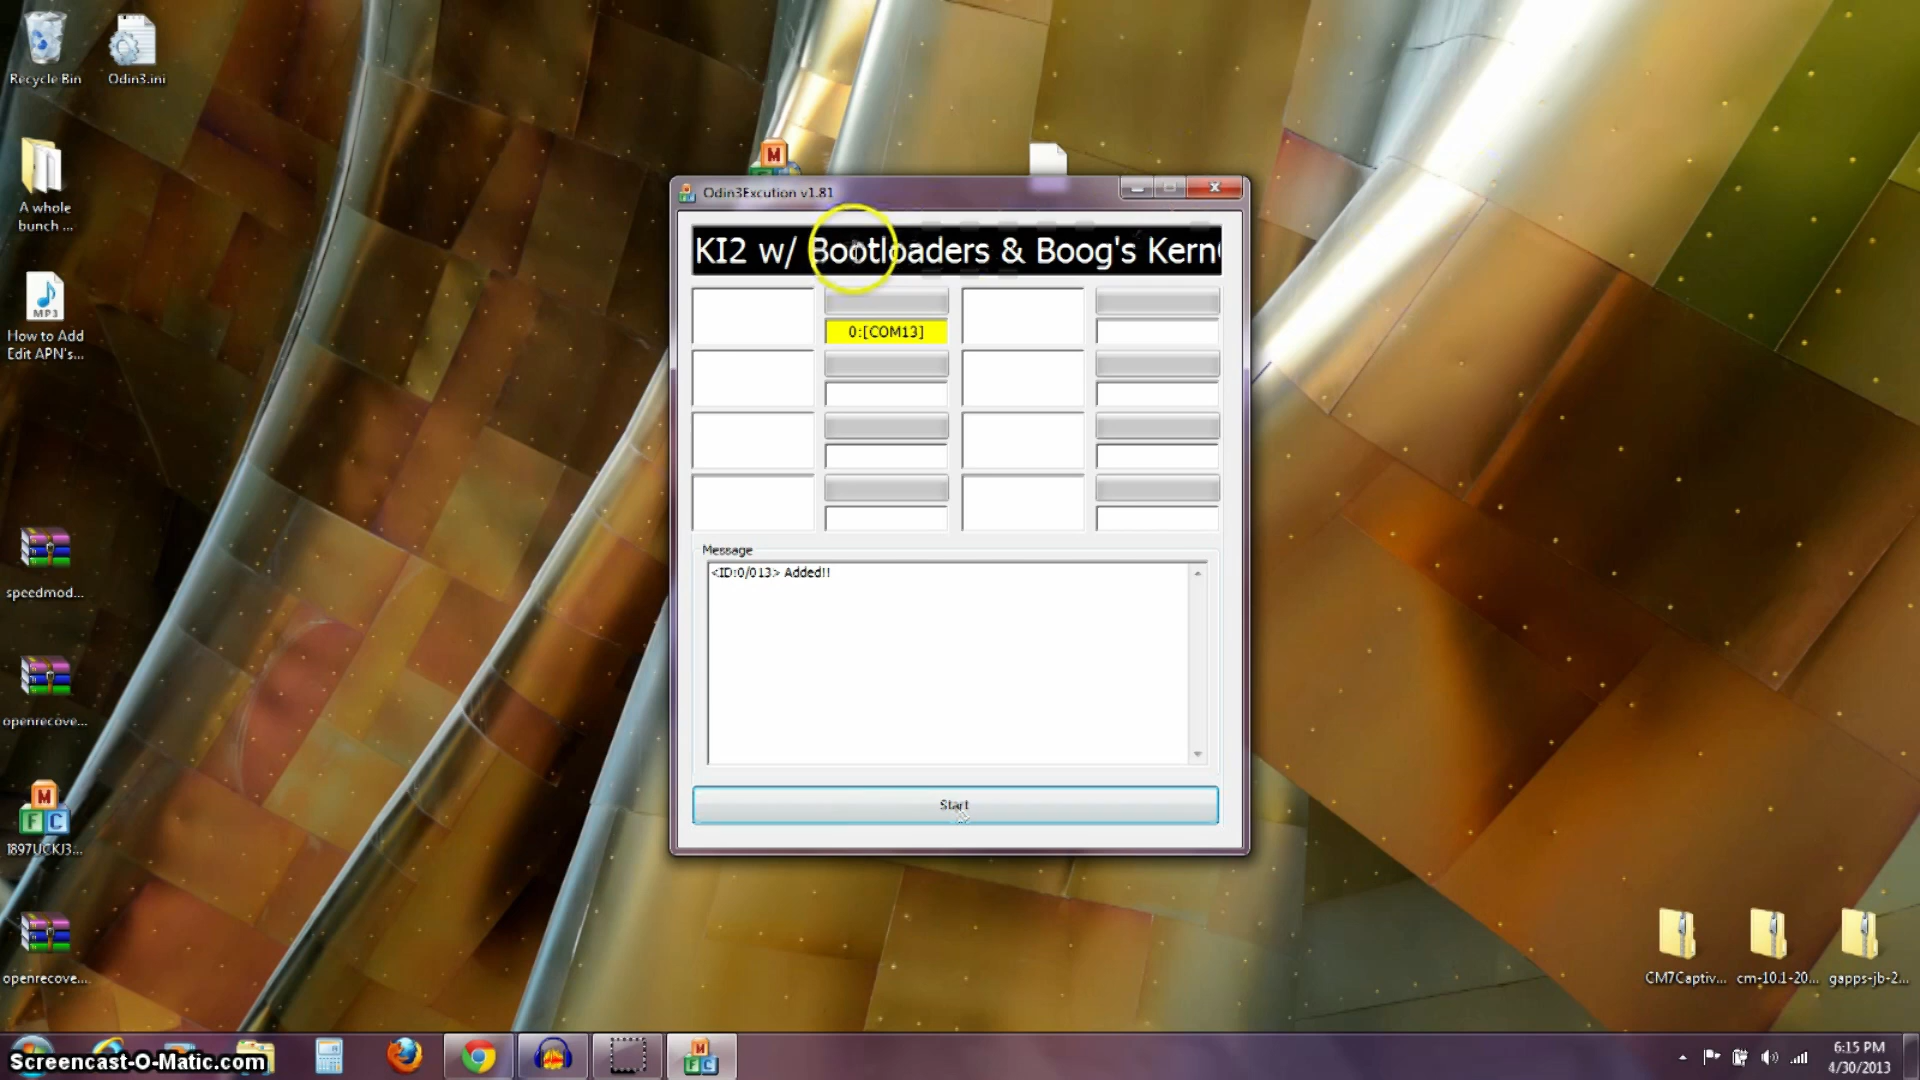 Recycle Bin
Odin3.ini
A whole
bunch ...
MP3
How to Add
Edit APN's...
speedmod...
openrecove...
M
F C
I897UCKJ3...
openrecove...
M
Odin3Excution v1.81
KI2 w/ Bootloaders & Boog's Kern
0:[COM13]
Message
<ID:0/013> Added!!
Start
CM7Captiv...
cm-10.1-20...
gapps-jb-2...
Screencast-O-Matic.com
M
F C
6:15 PM
4/30/2013